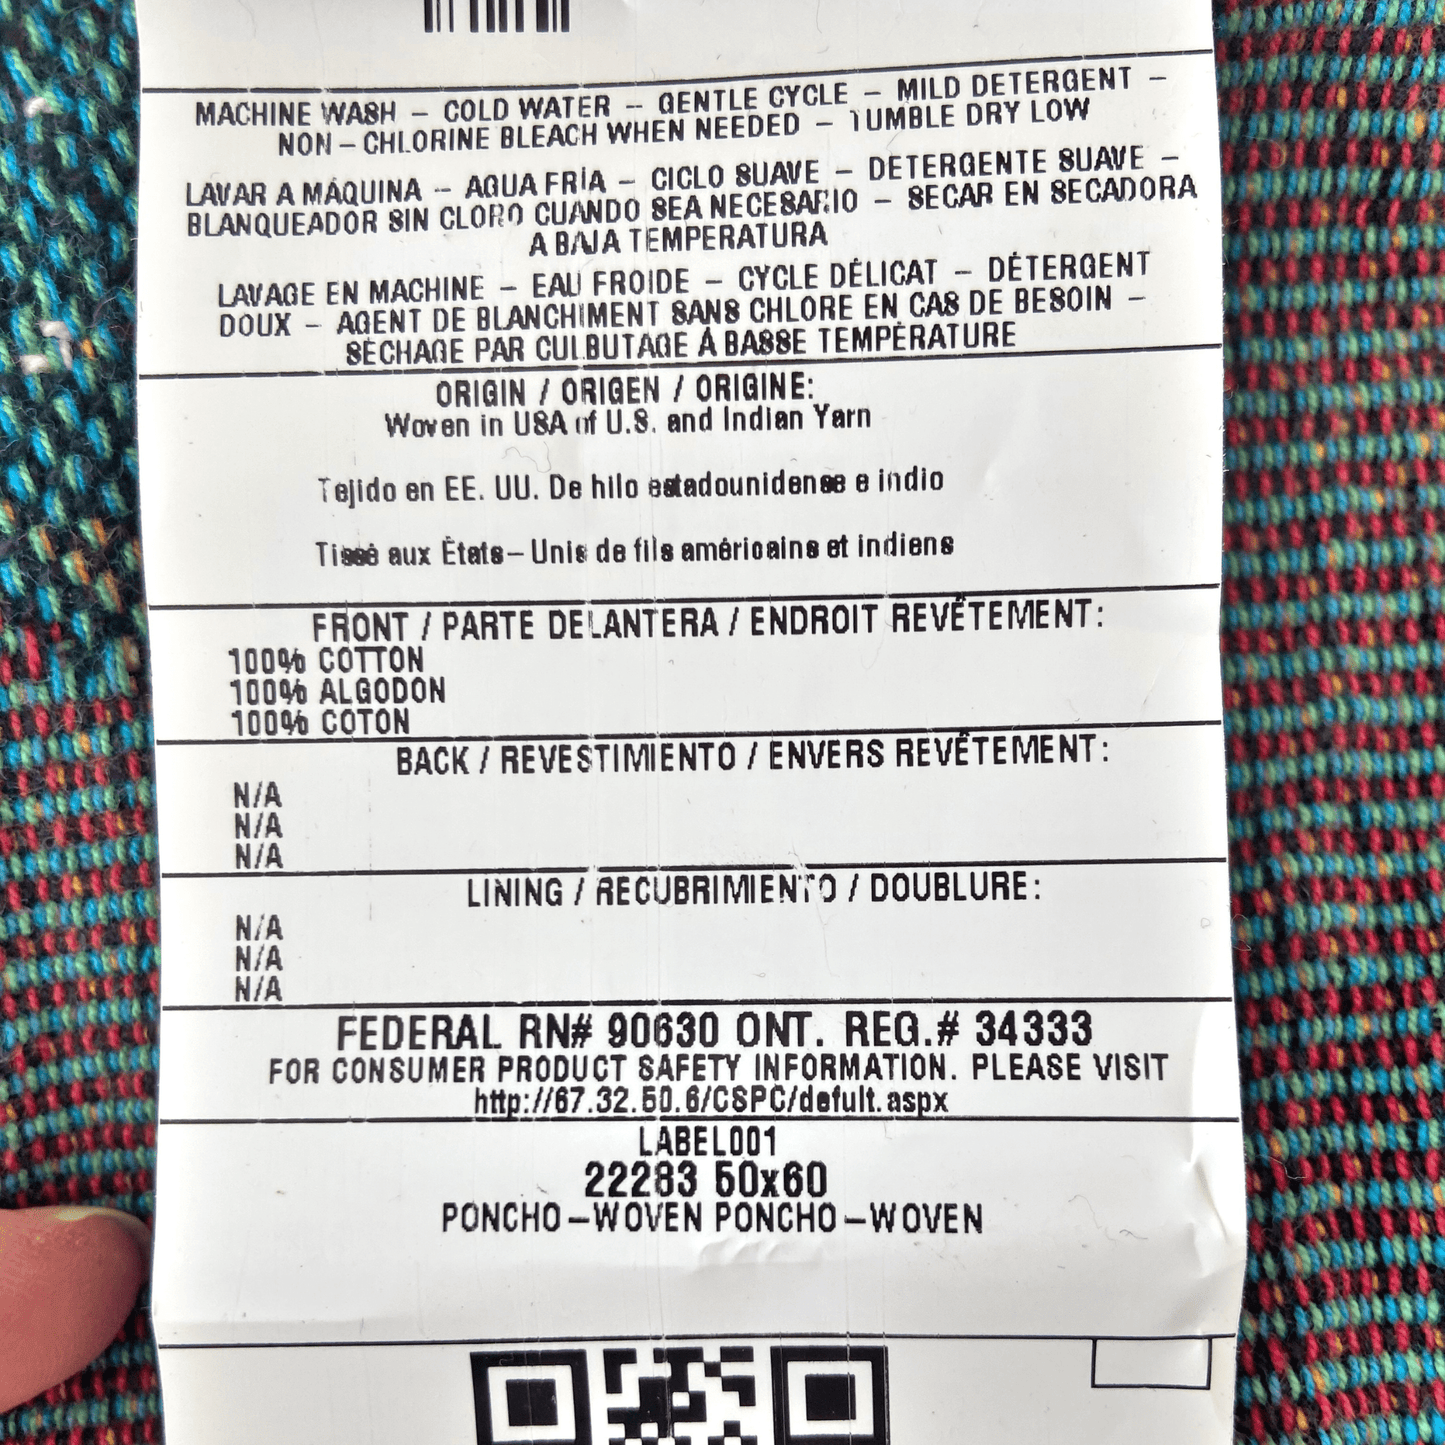 MACHINE WASH – COLD WATER – GENTLE CYCLE – MILD DETERGENT –
NON – CHLORINE BLEACH WHEN NEEDED – TUMBLE DRY LOW
LAVAR A MÁQUINA – AGUA FRÍA – CICLO SUAVE – DETERGENTE SUAVE –
BLANQUEADOR SIN CLORO CUANDO SEA NECESARIO – SECAR EN SECADORA
A BAJA TEMPERATURA
LAVAGE EN MACHINE – EAU FROIDE – CYCLE DÉLICAT – DÉTERGENT
DOUX – AGENT DE BLANCHIMENT SANS CHLORE EN CAS DE BESOIN –
SÉCHAGE PAR CULBUTAGE À BASSE TEMPÉRATURE
ORIGIN / ORIGEN / ORIGINE:
Woven in USA of U.S. and Indian Yarn
Tejido en EE. UU. De hilo estadounidense e indio
Tissé aux États–Unis de fils américains et indiens
FRONT / PARTE DELANTERA / ENDROIT REVÊTEMENT:
100% COTTON
100% ALGODON
100% COTON
BACK / REVESTIMIENTO / ENVERS REVÊTEMENT:
N/A
N/A
N/A
LINING / RECUBRIMIENTO / DOUBLURE:
N/A
N/A
N/A
FEDERAL RN# 90630 ONT. REG.# 34333
FOR CONSUMER PRODUCT SAFETY INFORMATION. PLEASE VISIT
http://67.32.50.6/CSPC/defult.aspx
LABEL001
22283 50x60
PONCHO–WOVEN PONCHO–WOVEN